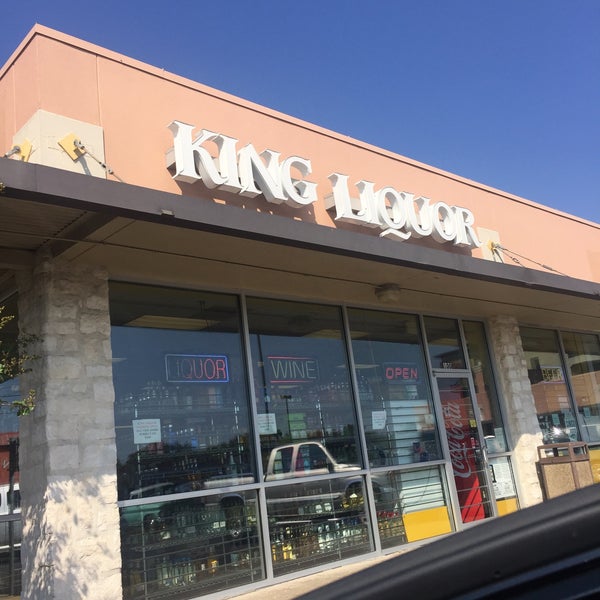 KING LIQUOR
LIQUOR
WINE
OPEN
Coca-Cola